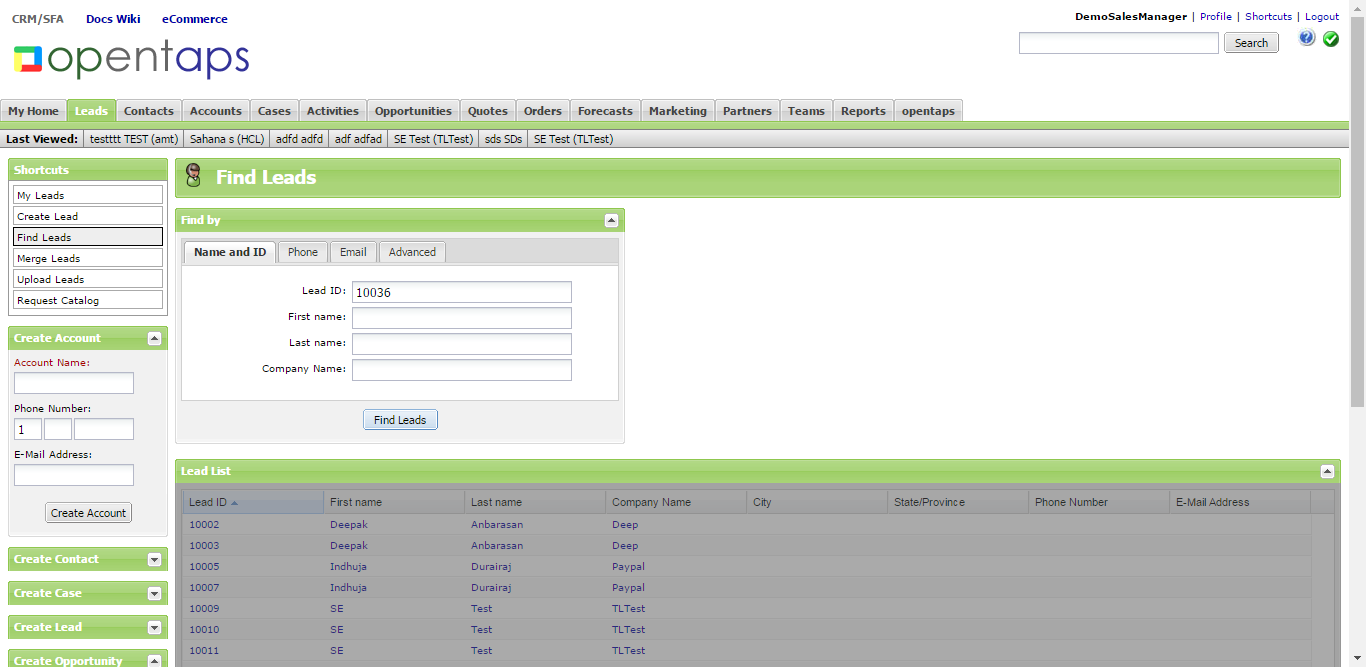 CRM/SFA Docs Wiki eCommerce
DemoSalesManager | Profile | Shortcuts | Logout
opentaps
Search
My Home Leads Contacts Accounts Cases Activities Opportunities Quotes Orders Forecasts Marketing Partners Teams Reports opentaps
Last Viewed: testttt TEST (amt) Sahana s (HCL) adfd adfd adf adfad SE Test (TLTest) sds SDs SE Test (TLTest)
Shortcuts
My Leads
Create Lead
Find Leads
Merge Leads
Upload Leads
Request Catalog
Create Account
Account Name:
Phone Number:
1
E-Mail Address:
Create Account
Create Contact
Create Case
Create Lead
Create Opportunity
Find Leads
Find by
Name and ID Phone Email Advanced
Lead ID: 10036
First name:
Last name:
Company Name:
Find Leads
Lead List
Lead ID First name Last name Company Name City State/Province Phone Number E-Mail Address
10002 Deepak Anbarasan Deep
10003 Deepak Anbarasan Deep
10005 Indhuja Durairaj Paypal
10007 Indhuja Durairaj Paypal
10009 SE Test TLTest
10010 SE Test TLTest
10011 SE Test TLTest